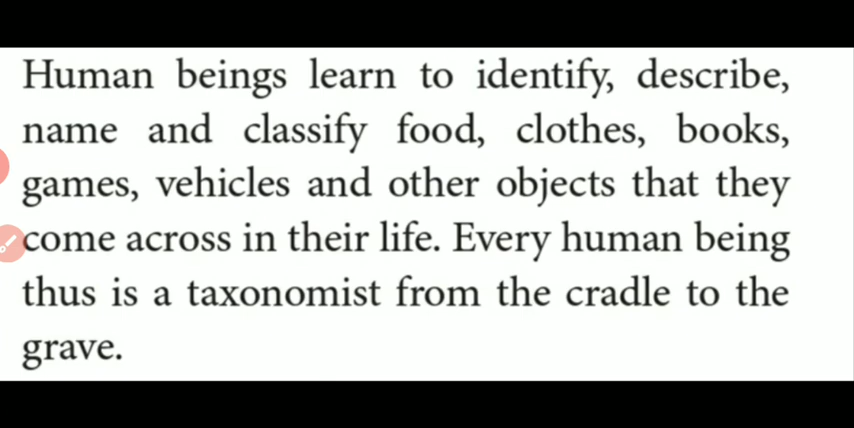 Human beings learn to identify, describe,
name and classify food, clothes, books,
games, vehicles and other objects that they
come across in their life. Every human being
thus is a taxonomist from the cradle to the
grave.